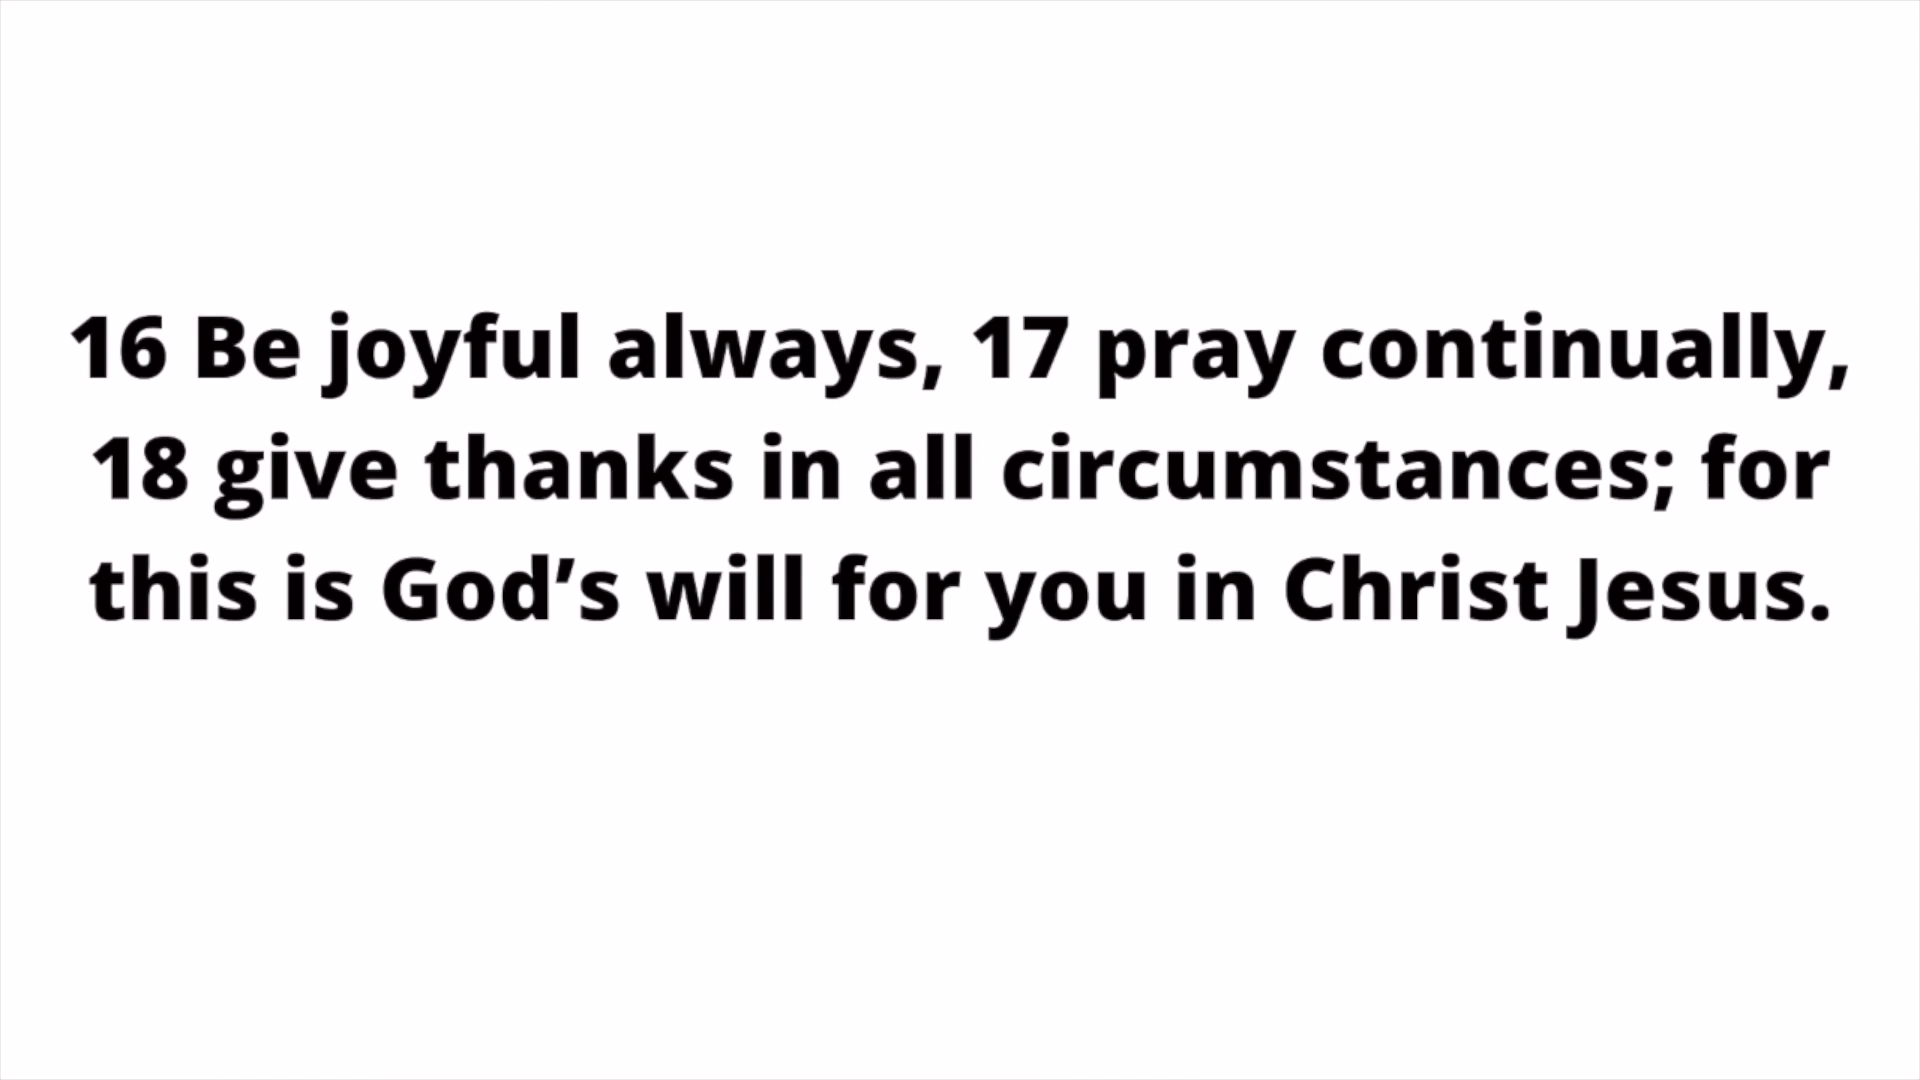 16 Be joyful always, 17 pray continually,
18 give thanks in all circumstances; for
this is God’s will for you in Christ Jesus.